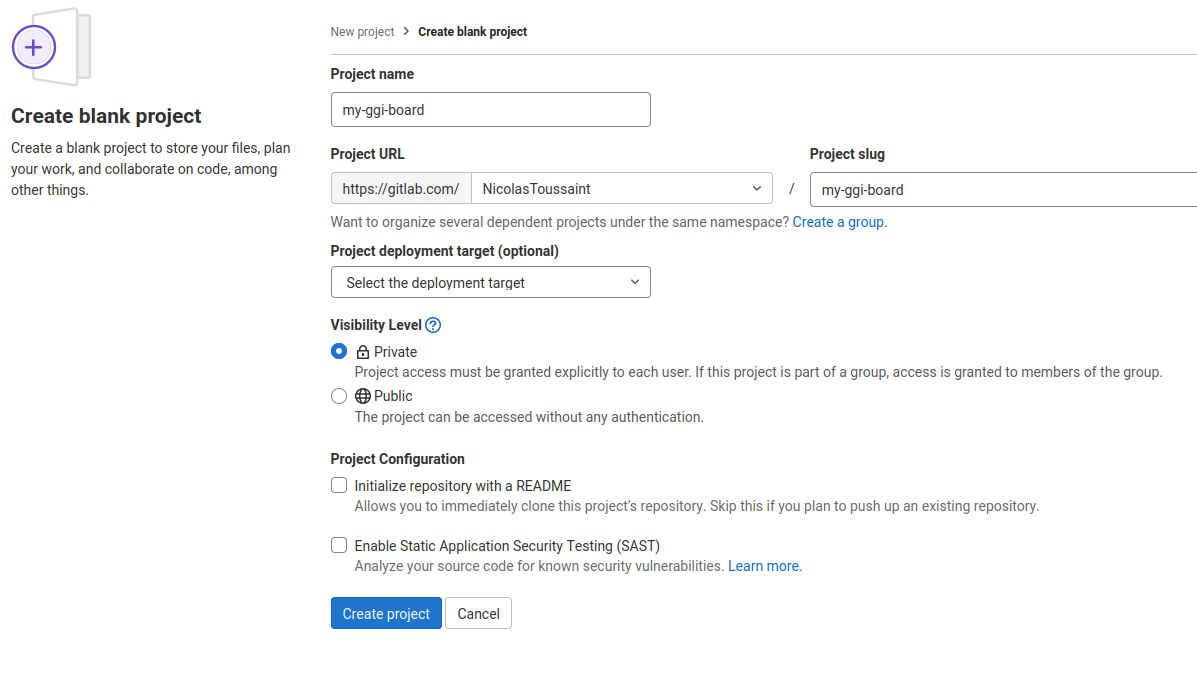 New project > Create blank project
Create blank project
Create a blank project to store your files, plan
your work, and collaborate on code, among
other things.
Project name
my-ggi-board
Project URL
Project slug
https://gitlab.com/ NicolasToussaint / my-ggi-board
Want to organize several dependent projects under the same namespace? Create a group.
Project deployment target (optional)
Select the deployment target
Visibility Level ?
Private
Project access must be granted explicitly to each user. If this project is part of a group, access is granted to members of the group.
Public
The project can be accessed without any authentication.
Project Configuration
Initialize repository with a README
Allows you to immediately clone this project's repository. Skip this if you plan to push up an existing repository.
Enable Static Application Security Testing (SAST)
Analyze your source code for known security vulnerabilities. Learn more.
Create project Cancel